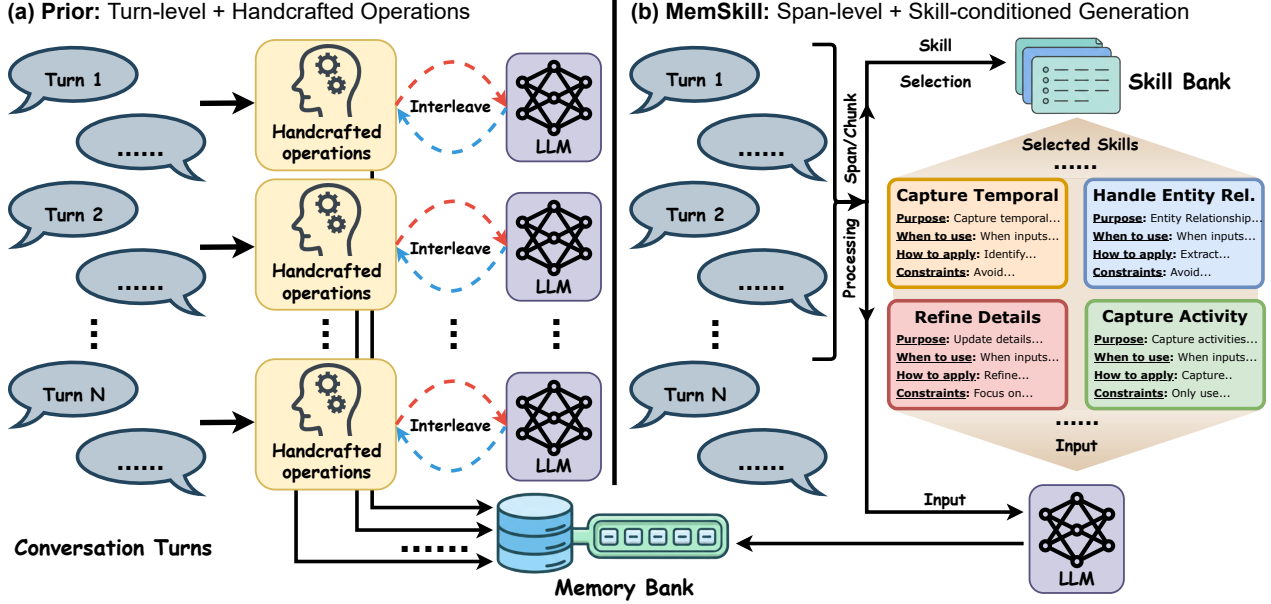 (a) Prior: Turn-level + Handcrafted Operations
Turn 1
......
Handcrafted
operations
Interleave
LLM
Turn 2
......
Handcrafted
operations
Interleave
LLM
Turn N
......
Handcrafted
operations
Interleave
LLM
Conversation Turns
......
Memory Bank
(b) MemSkill: Span-level + Skill-conditioned Generation
Turn 1
......
Turn 2
......
Turn N
......
Span/Chunk
Processing
Skill
Selection
Skill Bank
Selected Skills
......
Capture Temporal
Purpose: Capture temporal...
When to use: When inputs...
How to apply: Identify...
Constraints: Avoid...
Handle Entity Rel.
Purpose: Entity Relationship...
When to use: When inputs...
How to apply: Extract...
Constraints: Avoid...
Refine Details
Purpose: Update details...
When to use: When inputs...
How to apply: Refine...
Constraints: Focus on...
Capture Activity
Purpose: Capture activities...
When to use: When inputs...
How to apply: Capture..
Constraints: Only use...
......
Input
Input
LLM